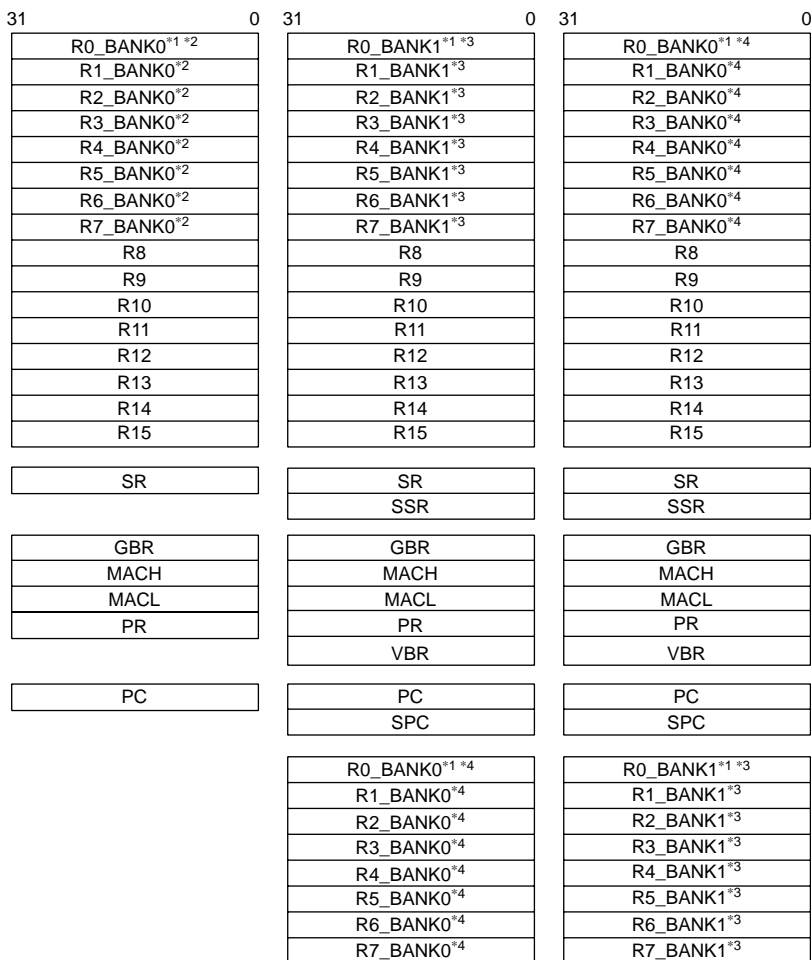 31 0 31 0 31 0
R0_BANK0*1 *2 R0_BANK1*1 *3 R0_BANK0*1 *4
R1_BANK0*2 R1_BANK1*3 R1_BANK0*4
R2_BANK0*2 R2_BANK1*3 R2_BANK0*4
R3_BANK0*2 R3_BANK1*3 R3_BANK0*4
R4_BANK0*2 R4_BANK1*3 R4_BANK0*4
R5_BANK0*2 R5_BANK1*3 R5_BANK0*4
R6_BANK0*2 R6_BANK1*3 R6_BANK0*4
R7_BANK0*2 R7_BANK1*3 R7_BANK0*4
R8 R8 R8
R9 R9 R9
R10 R10 R10
R11 R11 R11
R12 R12 R12
R13 R13 R13
R14 R14 R14
R15 R15 R15
SR SR SR
SSR SSR
GBR GBR GBR
MACH MACH MACH
MACL MACL MACL
PR PR PR
VBR VBR
PC PC PC
SPC SPC
R0_BANK0*1 *4 R0_BANK1*1 *3
R1_BANK0*4 R1_BANK1*3
R2_BANK0*4 R2_BANK1*3
R3_BANK0*4 R3_BANK1*3
R4_BANK0*4 R4_BANK1*3
R5_BANK0*4 R5_BANK1*3
R6_BANK0*4 R6_BANK1*3
R7_BANK0*4 R7_BANK1*3